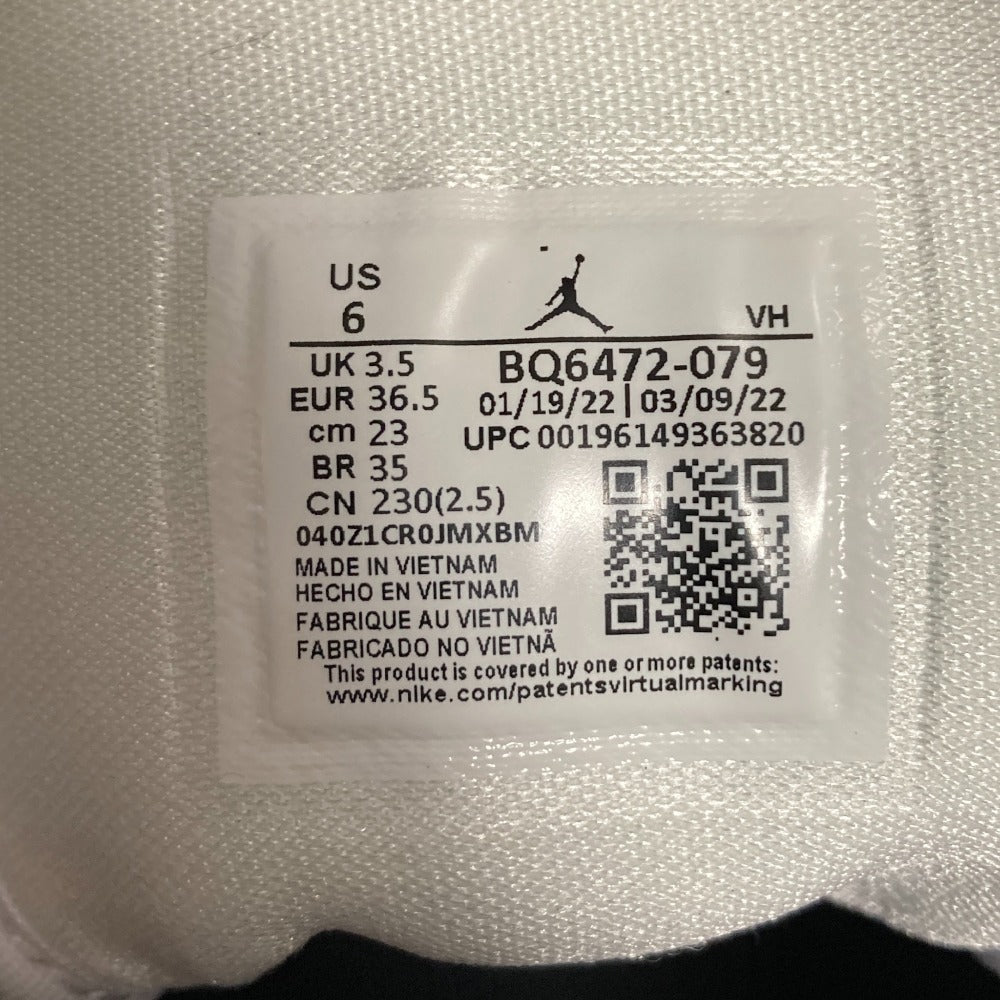 US
6
VH
UK 3.5
BQ6472-079
EUR 36.5
01/19/22 | 03/09/22
cm 23
UPC 00196149363820
BR 35
CN 230(2.5)
040Z1CR0JMXBM
MADE IN VIETNAM
HECHO EN VIETNAM
FABRIQUE AU VIETNAM
FABRICADO NO VIETNÃ
This product is covered by one or more patents:
www.nike.com/patentsvirtualmarking